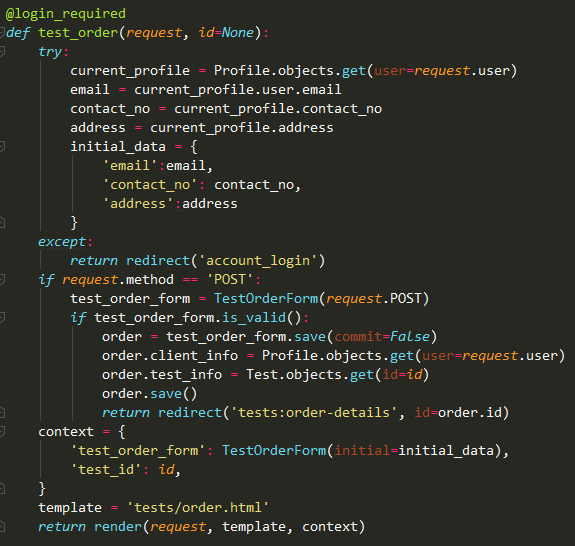 @login_required
def test_order(request, id=None):
    try:
        current_profile = Profile.objects.get(user=request.user)
        email = current_profile.user.email
        contact_no = current_profile.contact_no
        address = current_profile.address
        initial_data = {
            'email':email,
            'contact_no': contact_no,
            'address':address
        }
    except:
        return redirect('account_login')
    if request.method == 'POST':
        test_order_form = TestOrderForm(request.POST)
        if test_order_form.is_valid():
            order = test_order_form.save(commit=False)
            order.client_info = Profile.objects.get(user=request.user)
            order.test_info = Test.objects.get(id=id)
            order.save()
            return redirect('tests:order-details', id=order.id)
    context = {
        'test_order_form': TestOrderForm(initial=initial_data),
        'test_id': id,
    }
    template = 'tests/order.html'
    return render(request, template, context)